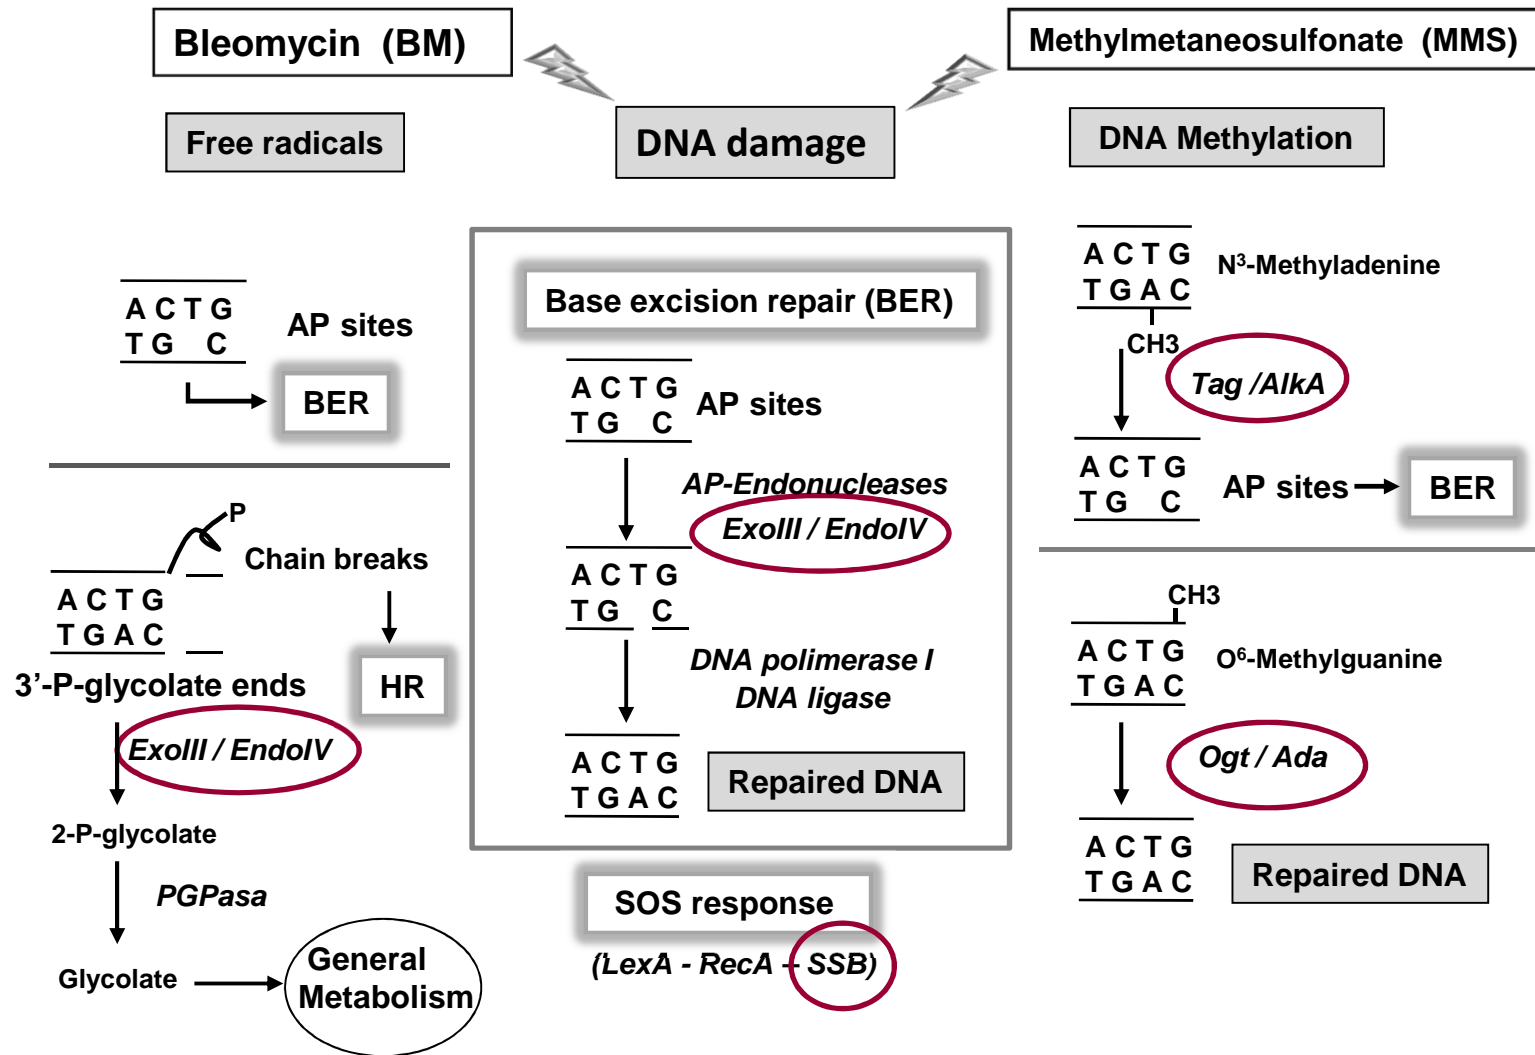 Bleomycin (BM)
Methylmetaneosulfonate (MMS)
Free radicals
DNA damage
DNA Methylation
A C T G
T G C
AP sites
BER
Chain breaks
P
A C T G
T G A C
HR
3'-P-glycolate ends
ExoIII / EndoIV
2-P-glycolate
PGPasa
Glycolate
General
Metabolism
Base excision repair (BER)
A C T G
T G C
AP sites
AP-Endonucleases
ExoIII / EndoIV
A C T G
T G C
DNA polimerase I
DNA ligase
A C T G
T G A C
Repaired DNA
SOS response
(LexA - RecA - SSB)
A C T G
T G A C
N³-Methyladenine
CH3
Tag /AlkA
A C T G
T G C
AP sites
BER
CH3
A C T G
T G A C
O⁶-Methylguanine
Ogt / Ada
A C T G
T G A C
Repaired DNA